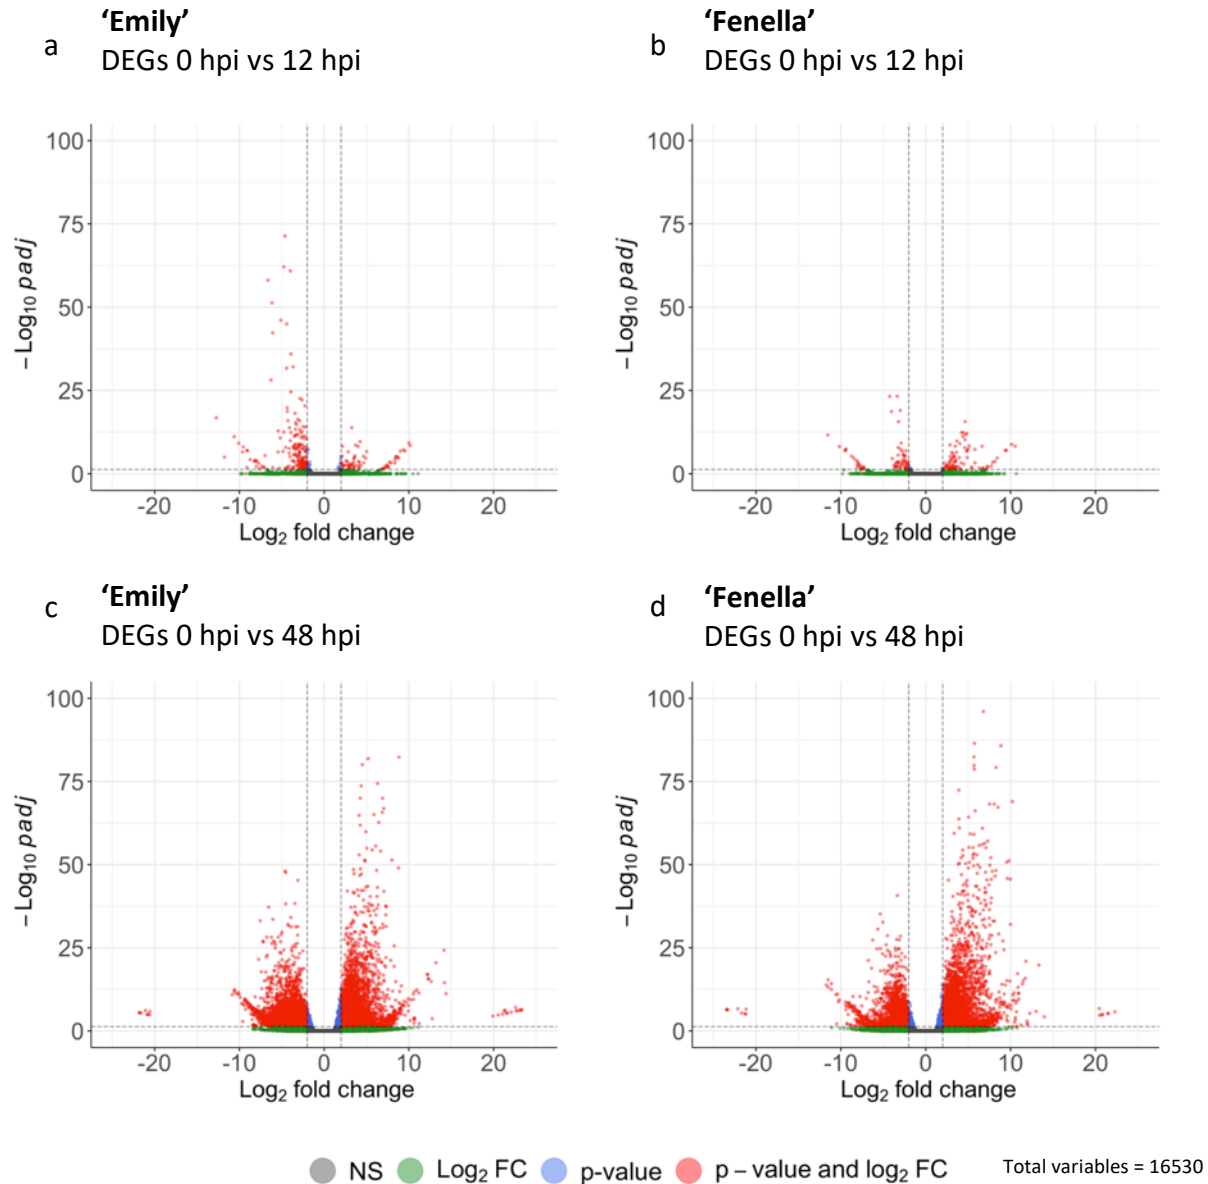 a
‘Emily’
DEGs 0 hpi vs 12 hpi
100
75
50
25
0
-20
-10
0
10
20
Log2 fold change
−Log10 padj
b
‘Fenella’
DEGs 0 hpi vs 12 hpi
100
75
50
25
0
-20
-10
0
10
20
Log2 fold change
−Log10 padj
c
‘Emily’
DEGs 0 hpi vs 48 hpi
100
75
50
25
0
-20
-10
0
10
20
Log2 fold change
−Log10 padj
d
‘Fenella’
DEGs 0 hpi vs 48 hpi
100
75
50
25
0
-20
-10
0
10
20
Log2 fold change
−Log10 padj
NS
Log2 FC
p-value
p – value and log2 FC
Total variables = 16530